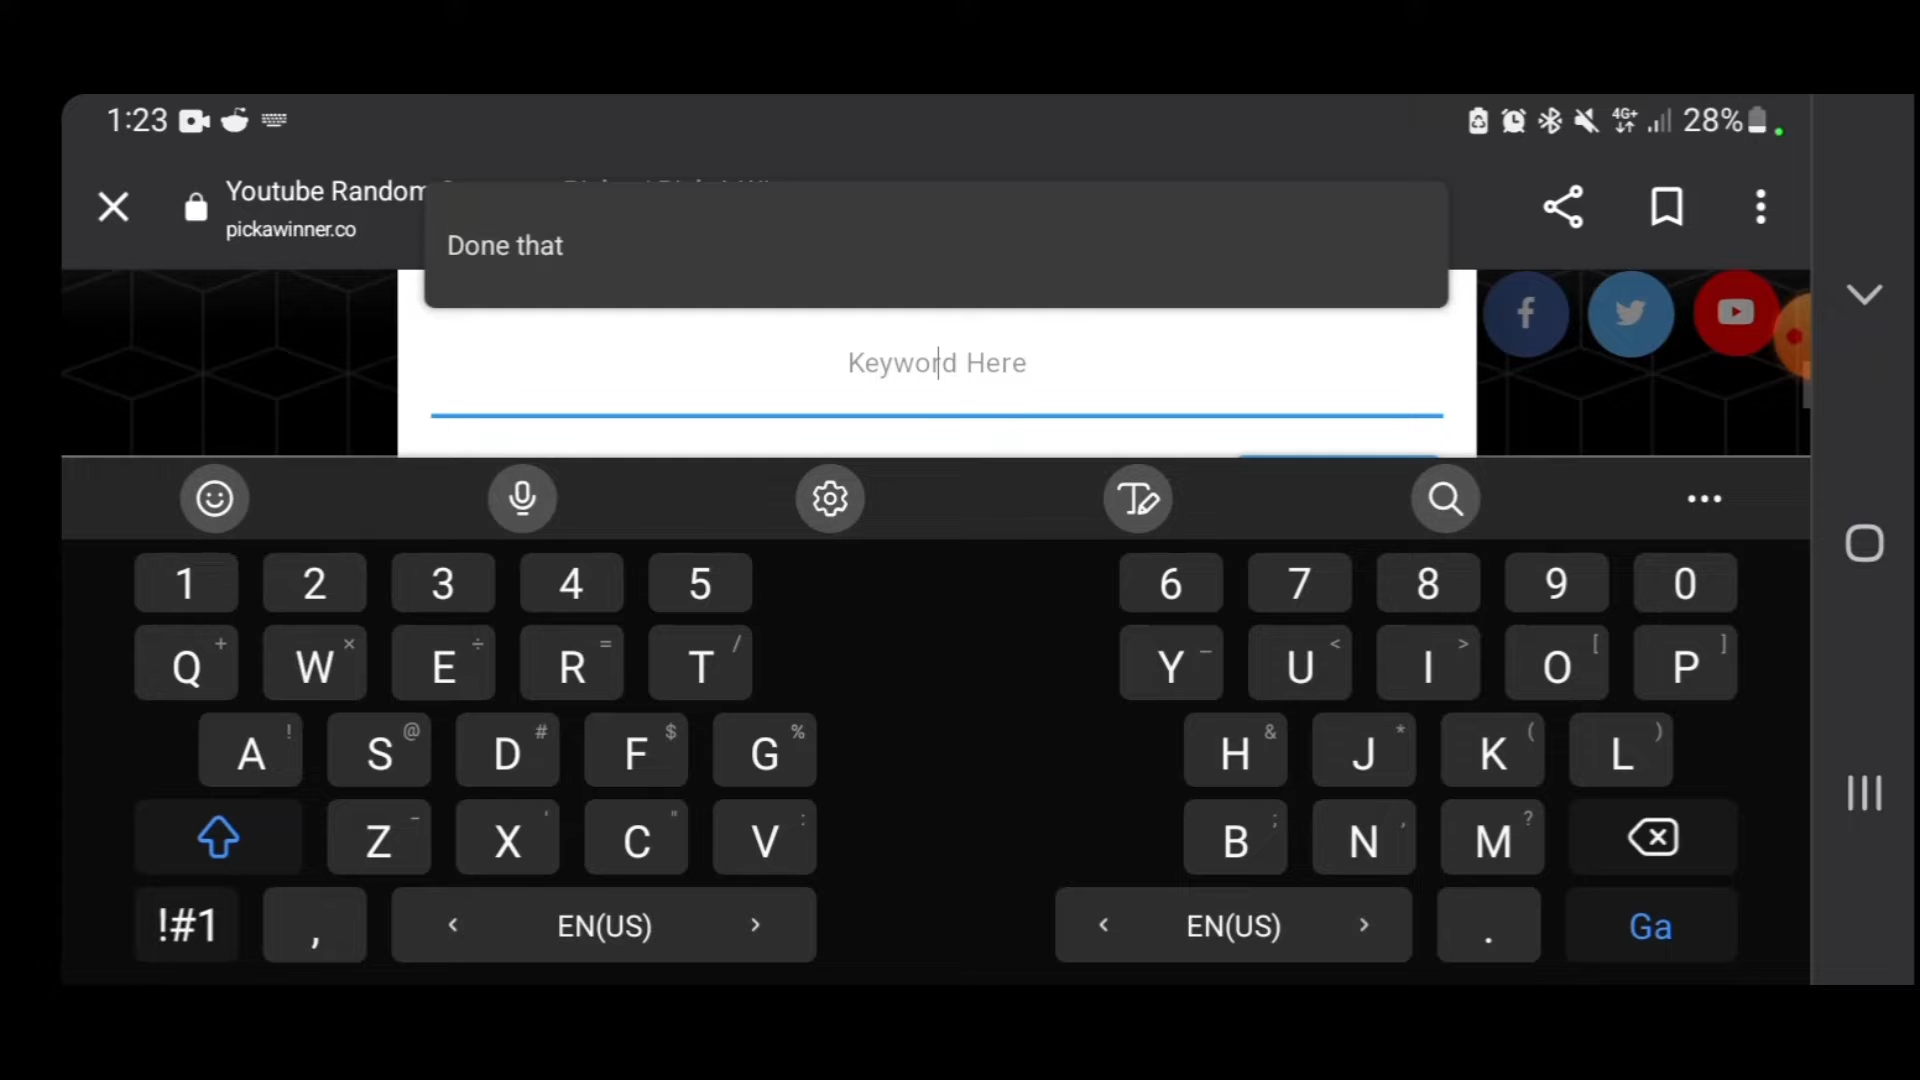 1:23 4G+ 28%
Youtube Random
pickawinner.co
Done that
Keyword Here
1 2 3 4 5 6 7 8 9 0
Q + W × E ÷ R = T / Y _ U < I > O [ P ]
A ! S @ D # F $ G % H & J * K ( L )
Z - X ' C " V : B ; N , M ?
!#1 , < EN(US) > < EN(US) > . Ga